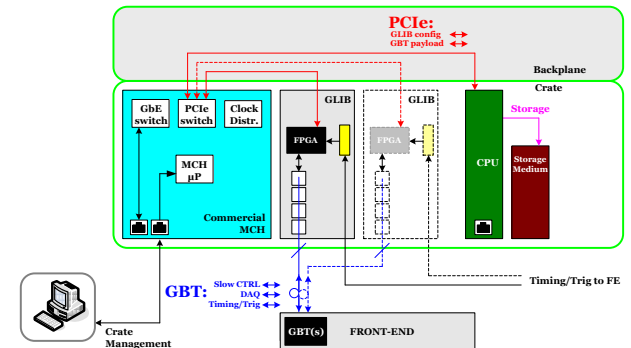 PCIe:
GLIB config
GBT payload
Backplane
Crate
GbE
switch
PCIe
switch
Clock
Distr.
GLIB
GLIB
Storage
FPGA
FPGA
CPU
Storage
Medium
MCH
µP
Commercial
MCH
GBT:
Slow CTRL
DAQ
Timing/Trig
Timing/Trig to FE
GBT(s)
FRONT-END
Crate
Management